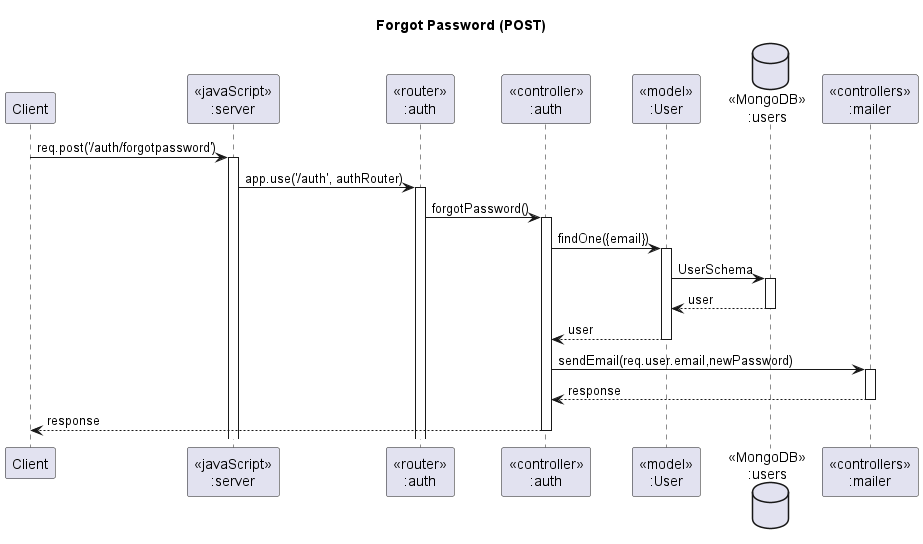 Forgot Password (POST)
Client
«javaScript»
:server
«router»
:auth
«controller»
:auth
«model»
:User
«MongoDB»
:users
«controllers»
:mailer
req.post('/auth/forgotpassword')
app.use('/auth', authRouter)
forgotPassword()
findOne({email})
UserSchema
user
user
sendEmail(req.user.email,newPassword)
response
response
Client
«javaScript»
:server
«router»
:auth
«controller»
:auth
«model»
:User
«MongoDB»
:users
«controllers»
:mailer